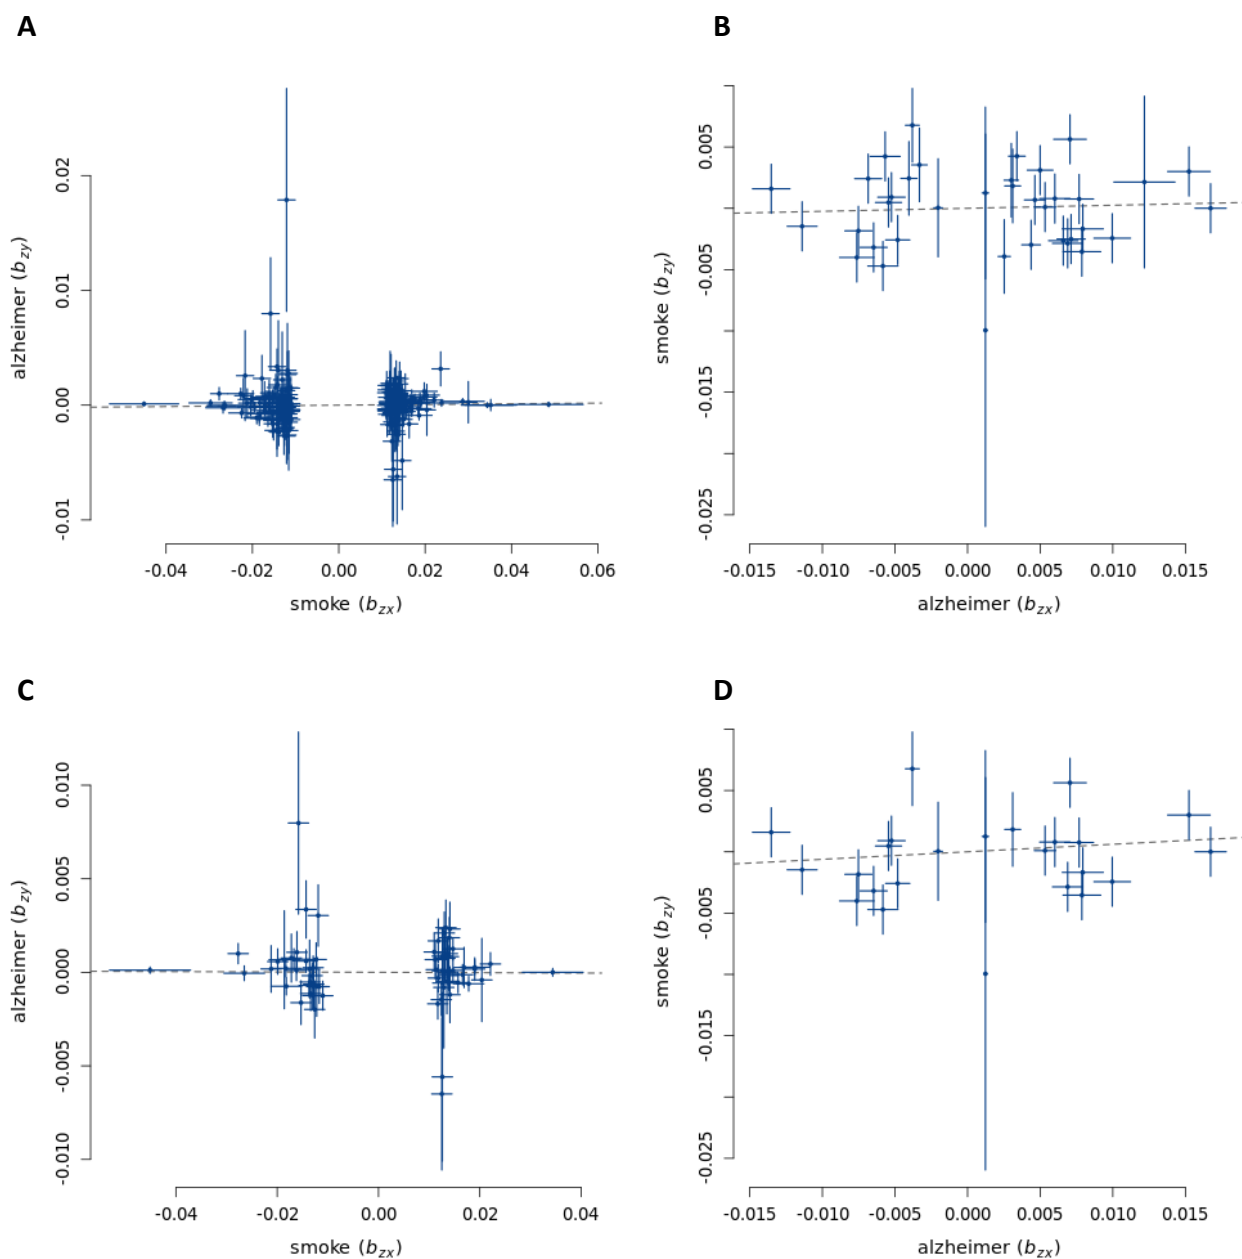 A
B
0.02
0.01
0.00
-0.01
alzheimer (bzy)
-0.04 -0.02 0.00 0.02 0.04 0.06
smoke (bzx)
0.005
-0.005
-0.015
-0.025
smoke (bzy)
-0.015 -0.010 -0.005 0.000 0.005 0.010 0.015
alzheimer (bzx)
C
D
0.010
0.005
0.000
-0.005
-0.010
alzheimer (bzy)
-0.04 -0.02 0.00 0.02 0.04
smoke (bzx)
0.005
-0.005
-0.015
-0.025
smoke (bzy)
-0.015 -0.010 -0.005 0.000 0.005 0.010 0.015
alzheimer (bzx)